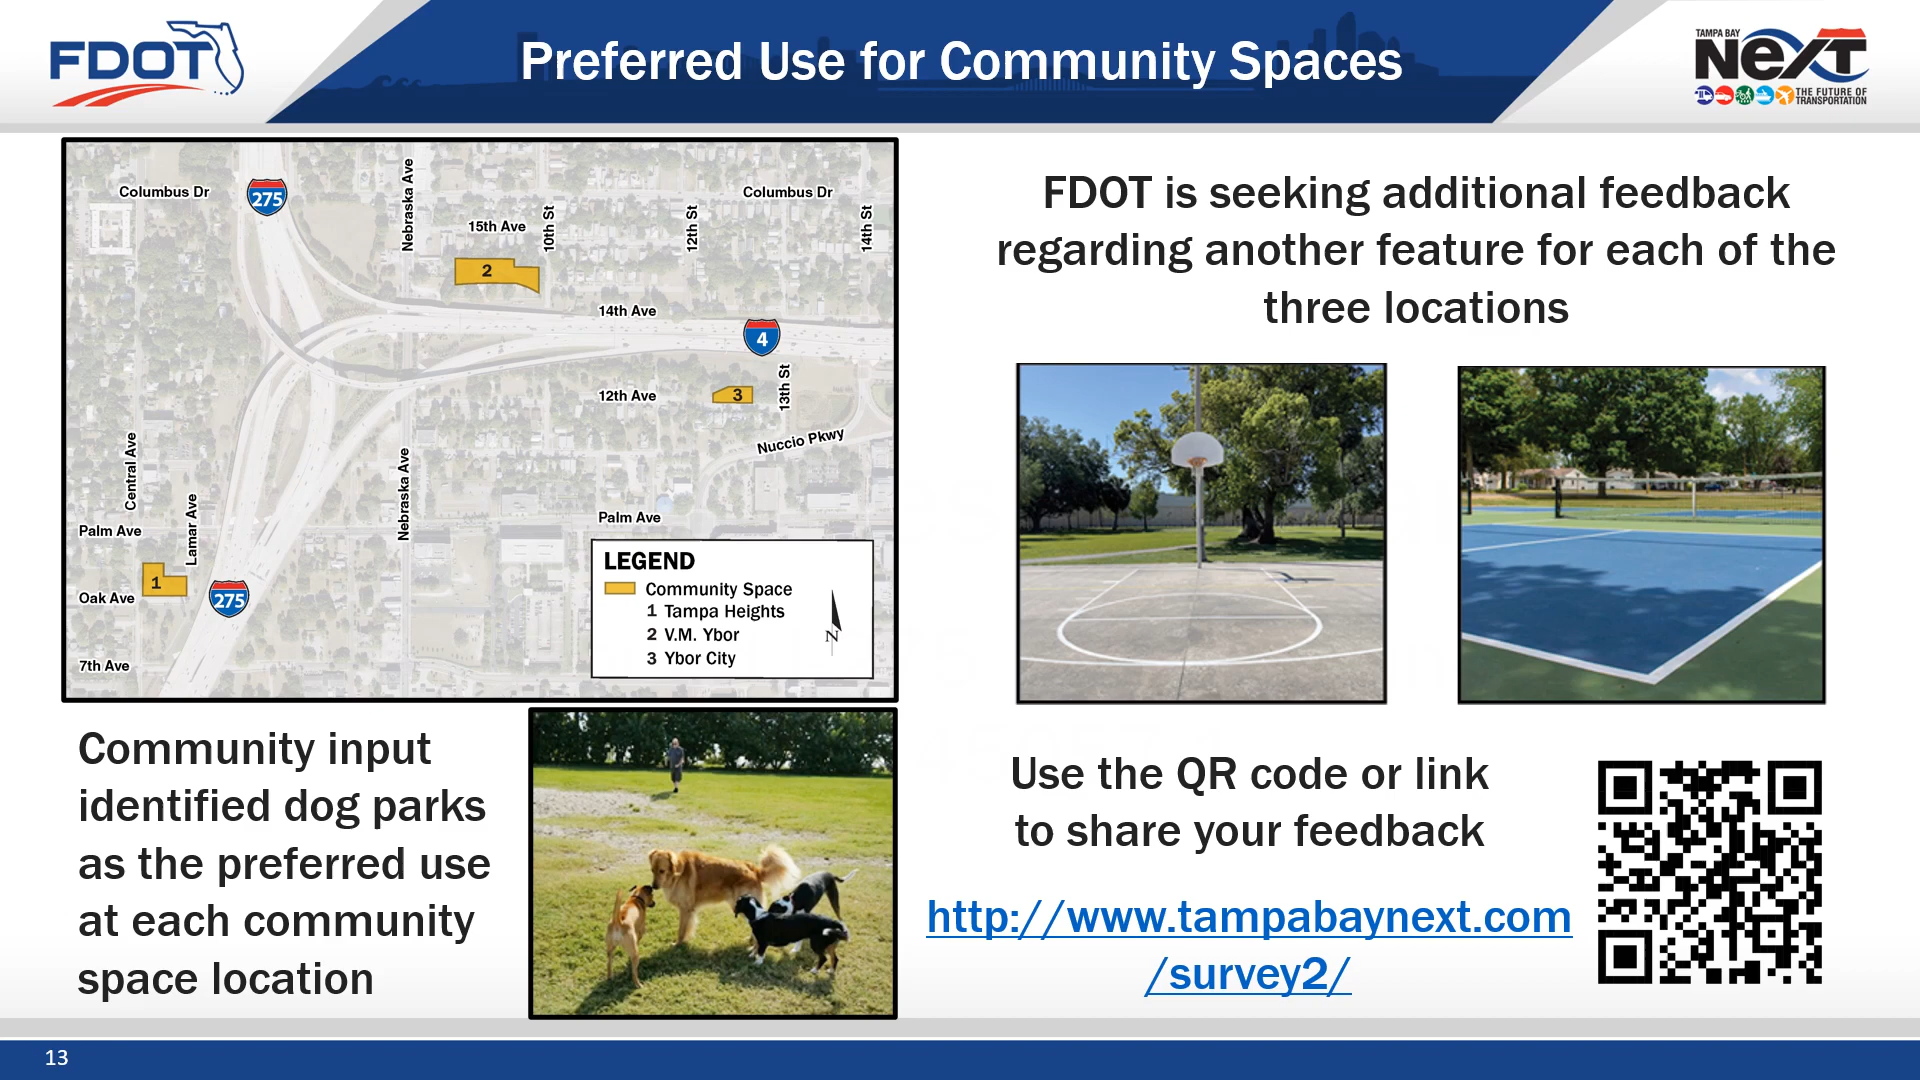 FDOT
Preferred Use for Community Spaces
TAMPA BAY
NEXT
THE FUTURE OF
TRANSPORTATION
Columbus Dr
275
Nebraska Ave
15th Ave
10th St
12th St
Columbus Dr
14th St
2
14th Ave
4
12th Ave
3
13th St
Nuccio Pkwy
Central Ave
Lamar Ave
Nebraska Ave
Palm Ave
Palm Ave
1
Oak Ave
275
7th Ave
LEGEND
Community Space
1 Tampa Heights
2 V.M. Ybor
3 Ybor City
N
FDOT is seeking additional feedback
regarding another feature for each of the
three locations
Community input
identified dog parks
as the preferred use
at each community
space location
Use the QR code or link
to share your feedback
http://www.tampabaynext.com
/survey2/
13